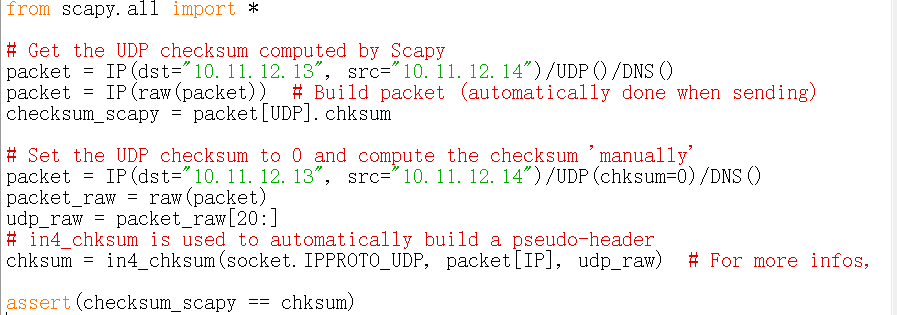 from scapy.all import *
# Get the UDP checksum computed by Scapy
packet = IP(dst="10.11.12.13", src="10.11.12.14")/UDP()/DNS()
packet = IP(raw(packet))  # Build packet (automatically done when sending)
checksum_scapy = packet[UDP].chksum
# Set the UDP checksum to 0 and compute the checksum 'manually'
packet = IP(dst="10.11.12.13", src="10.11.12.14")/UDP(chksum=0)/DNS()
packet_raw = raw(packet)
udp_raw = packet_raw[20:]
# in4_chksum is used to automatically build a pseudo-header
chksum = in4_chksum(socket.IPPROTO_UDP, packet[IP], udp_raw)  # For more infos,
assert(checksum_scapy == chksum)